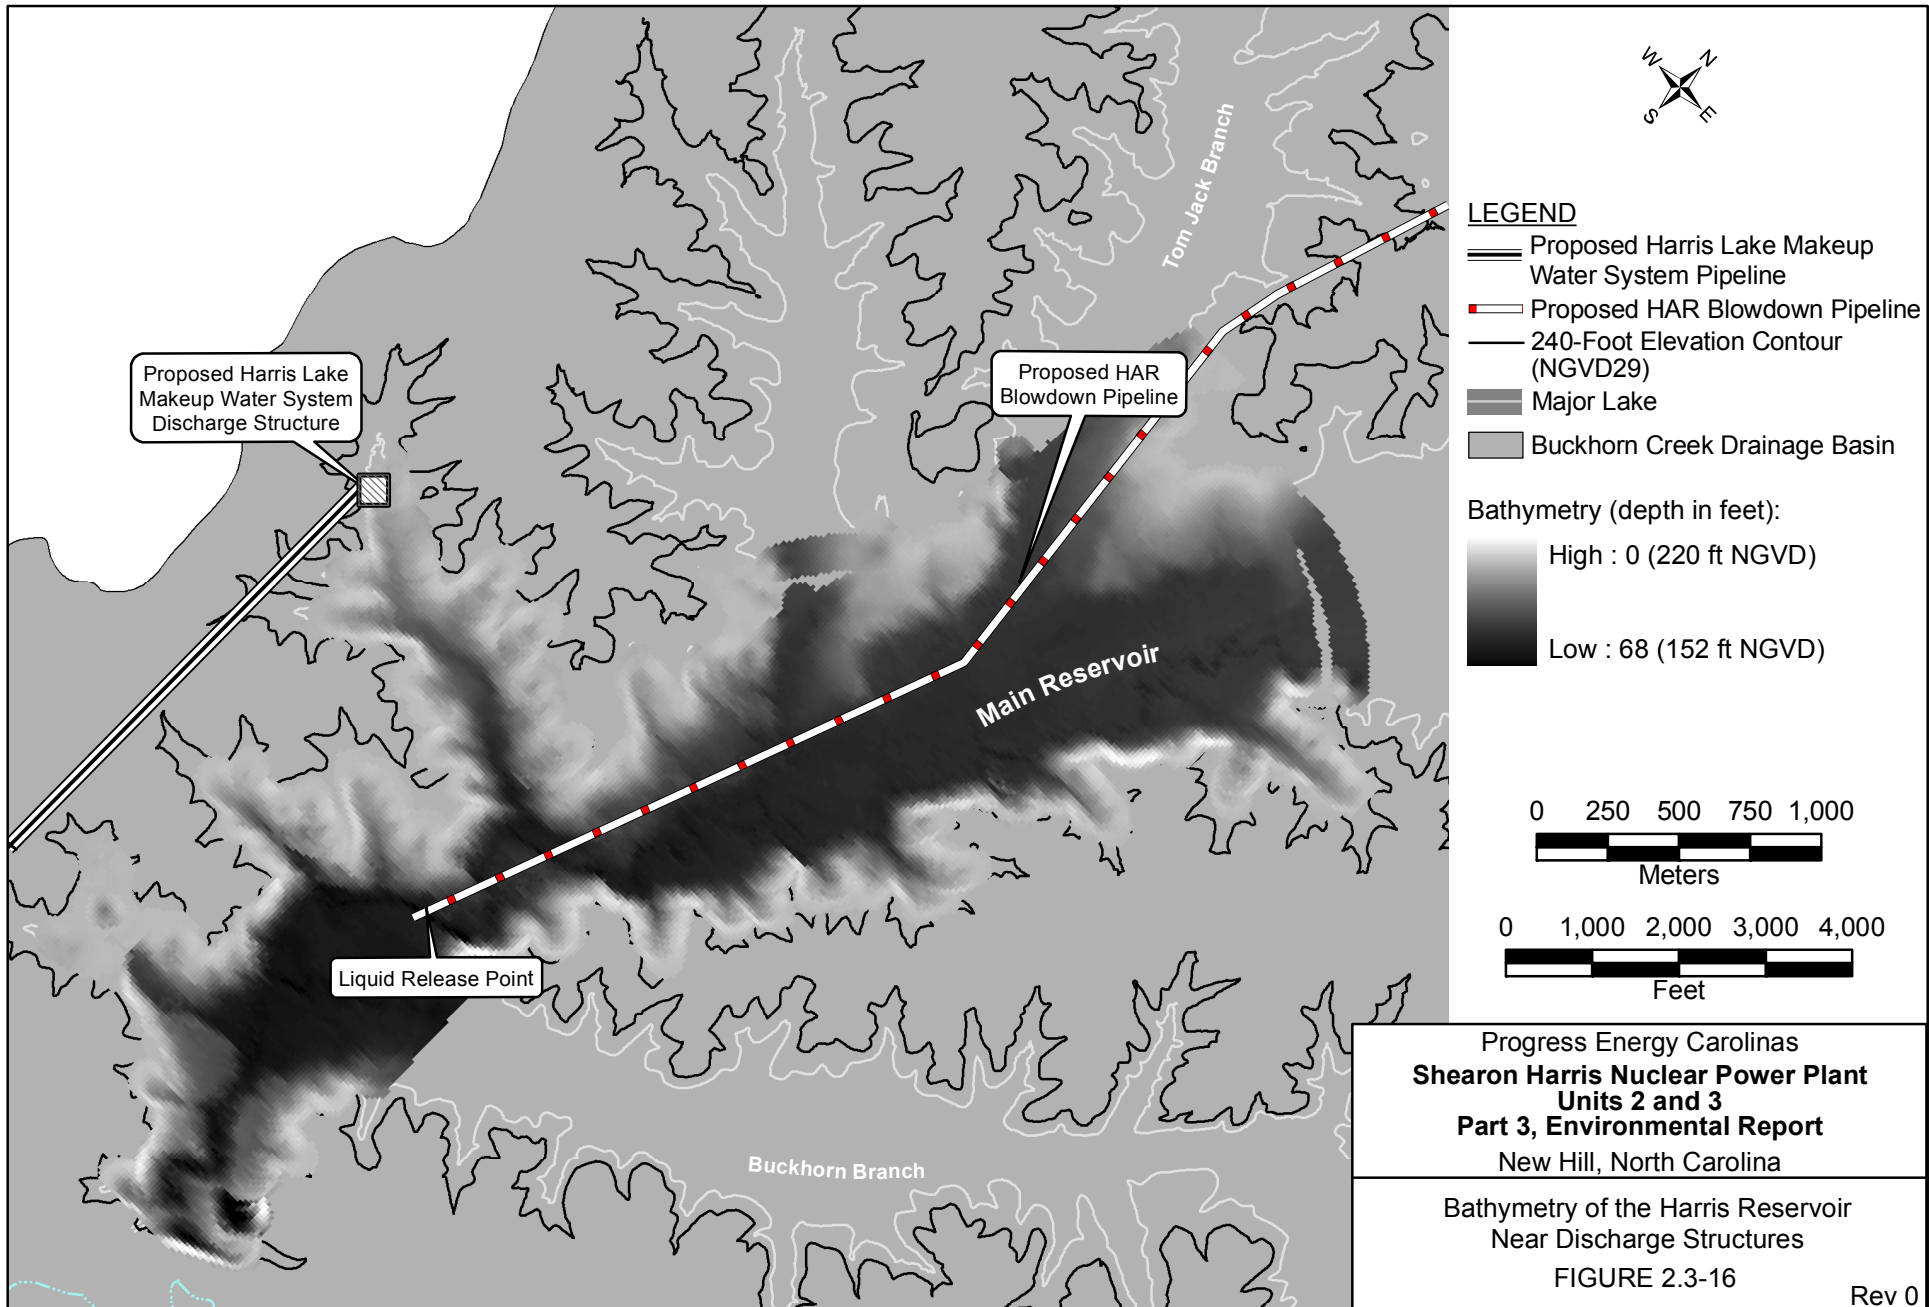 W
N
S
E
Tom Jack Branch
LEGEND
Proposed Harris Lake Makeup
Water System Pipeline
Proposed HAR Blowdown Pipeline
240-Foot Elevation Contour
(NGVD29)
Major Lake
Buckhorn Creek Drainage Basin
Proposed Harris Lake
Makeup Water System
Discharge Structure
Proposed HAR
Blowdown Pipeline
Bathymetry (depth in feet):
High : 0 (220 ft NGVD)
Low : 68 (152 ft NGVD)
Main Reservoir
0 250 500 750 1,000
Meters
0 1,000 2,000 3,000 4,000
Feet
Liquid Release Point
Buckhorn Branch
Progress Energy Carolinas
Shearon Harris Nuclear Power Plant
Units 2 and 3
Part 3, Environmental Report
New Hill, North Carolina
Bathymetry of the Harris Reservoir
Near Discharge Structures
FIGURE 2.3-16
Rev 0